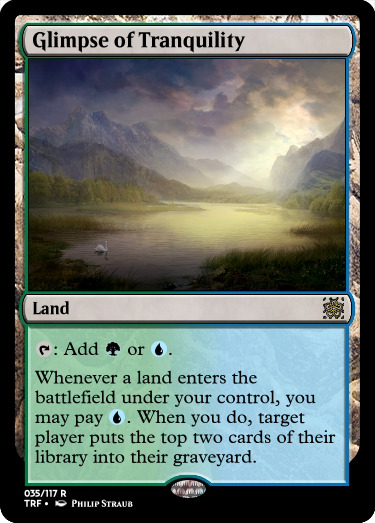 Glimpse of Tranquility
Land
: Add or .
Whenever a land enters the
battlefield under your control, you
may pay . When you do, target
player puts the top two cards of their
library into their graveyard.
035/117 R
TRF • Philip Straub